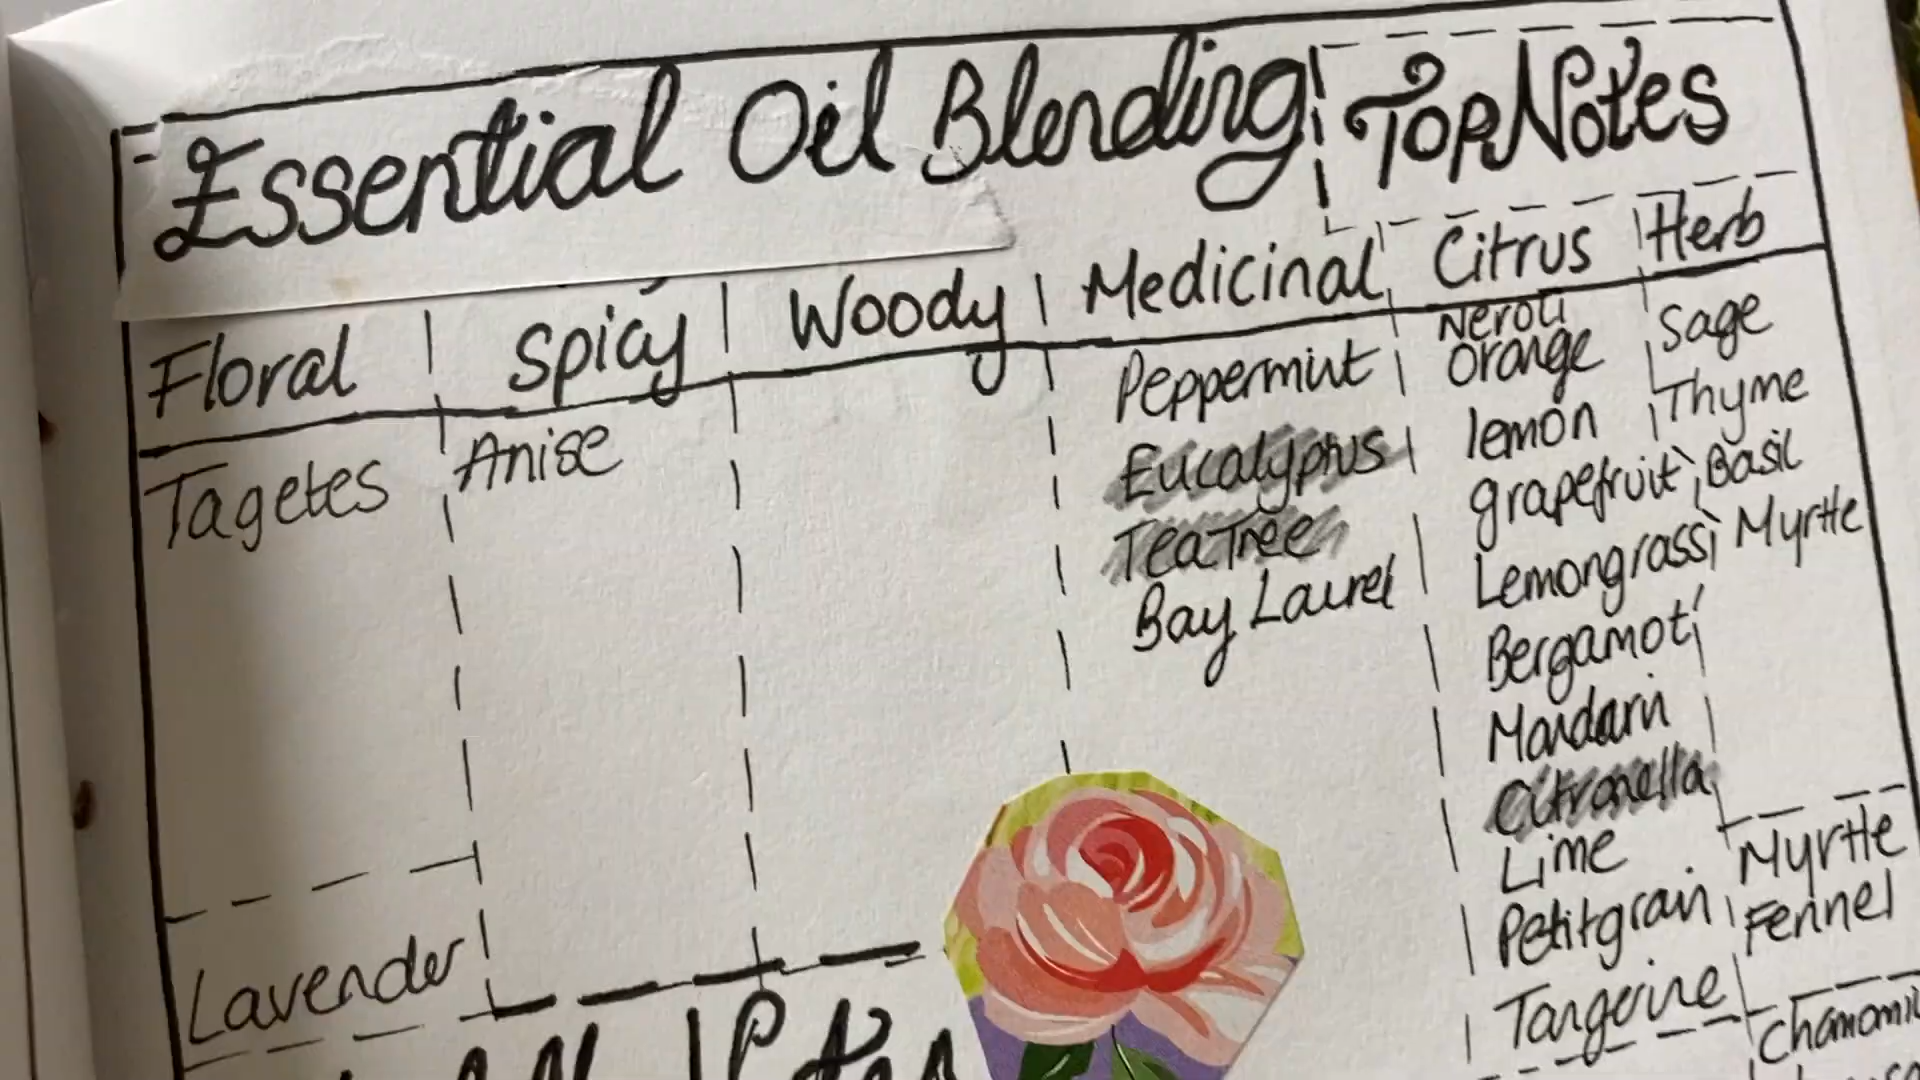 Essential Oil Blending
Top Notes
Floral
Spicy
Woody
Medicinal
Citrus
Herb
Tagetes
Lavender
Anise
Peppermint
Eucalyptus
Tea Tree
Bay Laurel
Neroli
orange
lemon
grapefruit
Lemongrass
Bergamot
Mandarin
Citronella
Lime
Petitgrain
Tangerine
Sage
Thyme
Basil
Myrtle
Myrtle
Fennel